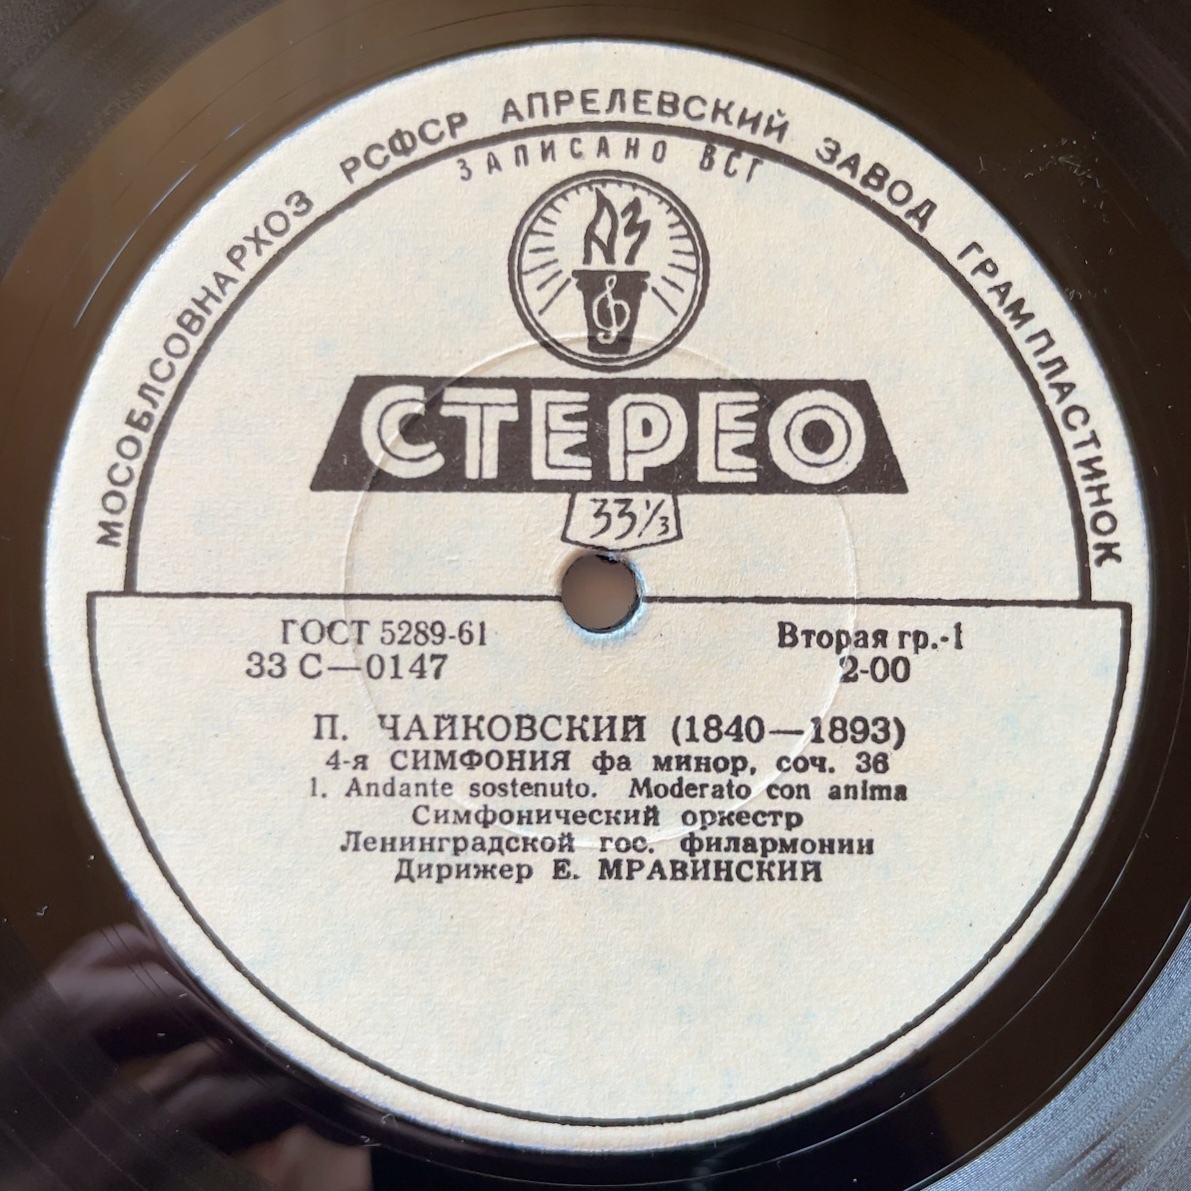 МОСОБЛСОВНАРХОЗ РСФСР АПРЕЛЕВСКИЙ ЗАВОД ГРАМПЛАСТИНОК
ЗАПИСАНО ВСГ
АЗ
СТЕРЕО
33⅓
ГОСТ 5289-61
Вторая гр.-1
33 С—0147
2-00
П. ЧАЙКОВСКИЙ (1840—1893)
4-я СИМФОНИЯ фа минор, соч. 36
1. Andante sostenuto. Moderato con anima
Симфонический оркестр
Ленинградской гос. филармонии
Дирижер Е. МРАВИНСКИЙ